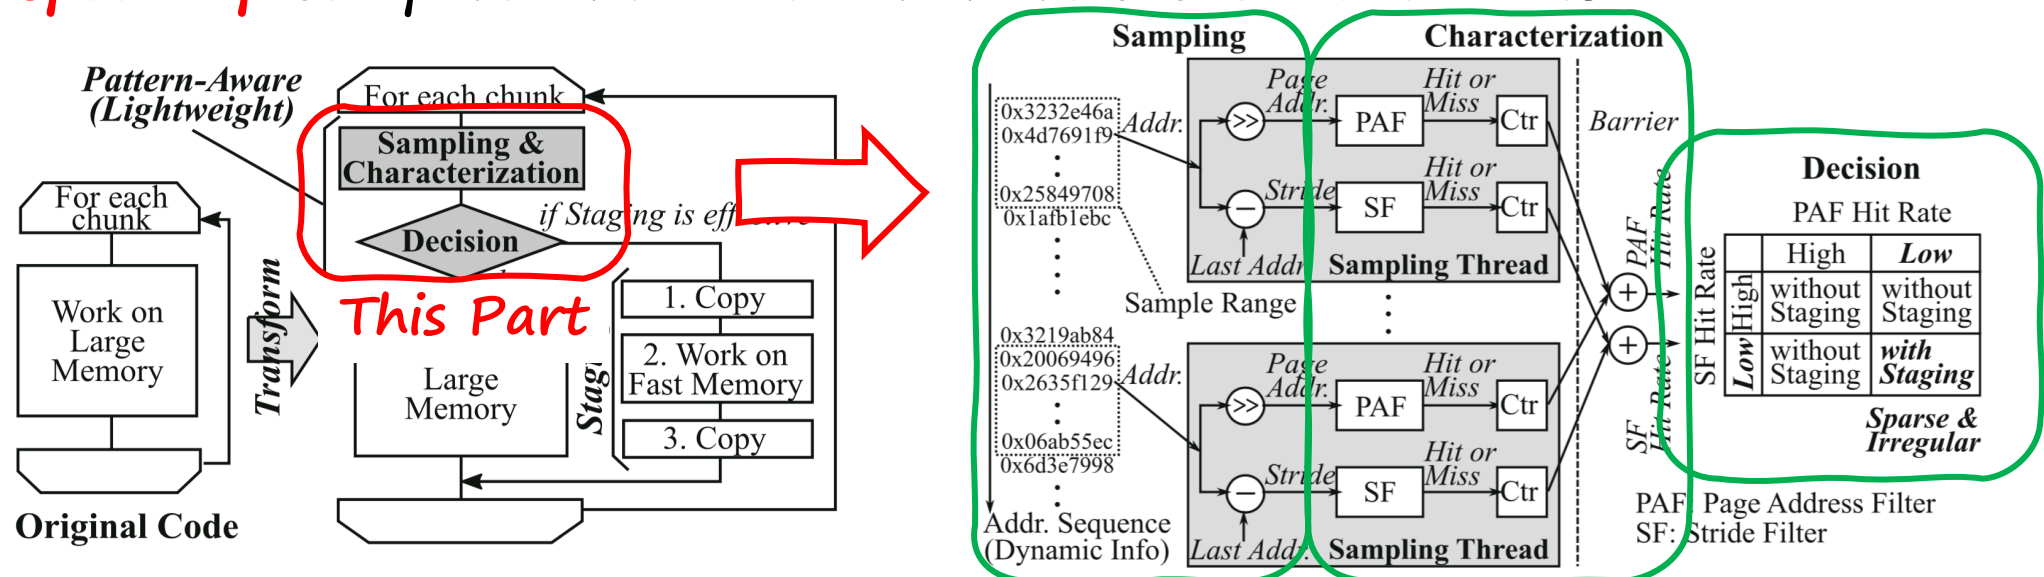 Pattern-Aware
(Lightweight)
For each chunk
Sampling &
Characterization
Decision
if Staging is effective
This Part
For each
chunk
Work on
Large
Memory
Transform
Large
Memory
1. Copy
2. Work on
Fast Memory
3. Copy
Original Code
Sampling
Characterization
0x3232e46a
0x4d7691f9
0x25849708
0x1afb1ebc
Addr.
Page
Addr.
Hit or
Miss
>>
PAF
Ctr
Stride
Hit or
Miss
−
SF
Ctr
Last Addr.
Sampling Thread
Sample Range
Barrier
0x3219ab84
0x20069496
0x2635f129
0x06ab55ec
0x6d3e7998
Addr.
Page
Addr.
Hit or
Miss
>>
PAF
Ctr
Stride
Hit or
Miss
−
SF
Ctr
Last Addr.
Sampling Thread
Addr. Sequence
(Dynamic Info)
PAF
Hit Rate
+
+
SF
Hit Rate
Decision
PAF Hit Rate
SF Hit Rate
High
Low
High
without
Staging
without
Staging
Low
without
Staging
with
Staging
Sparse &
Irregular
PAF: Page Address Filter
SF: Stride Filter